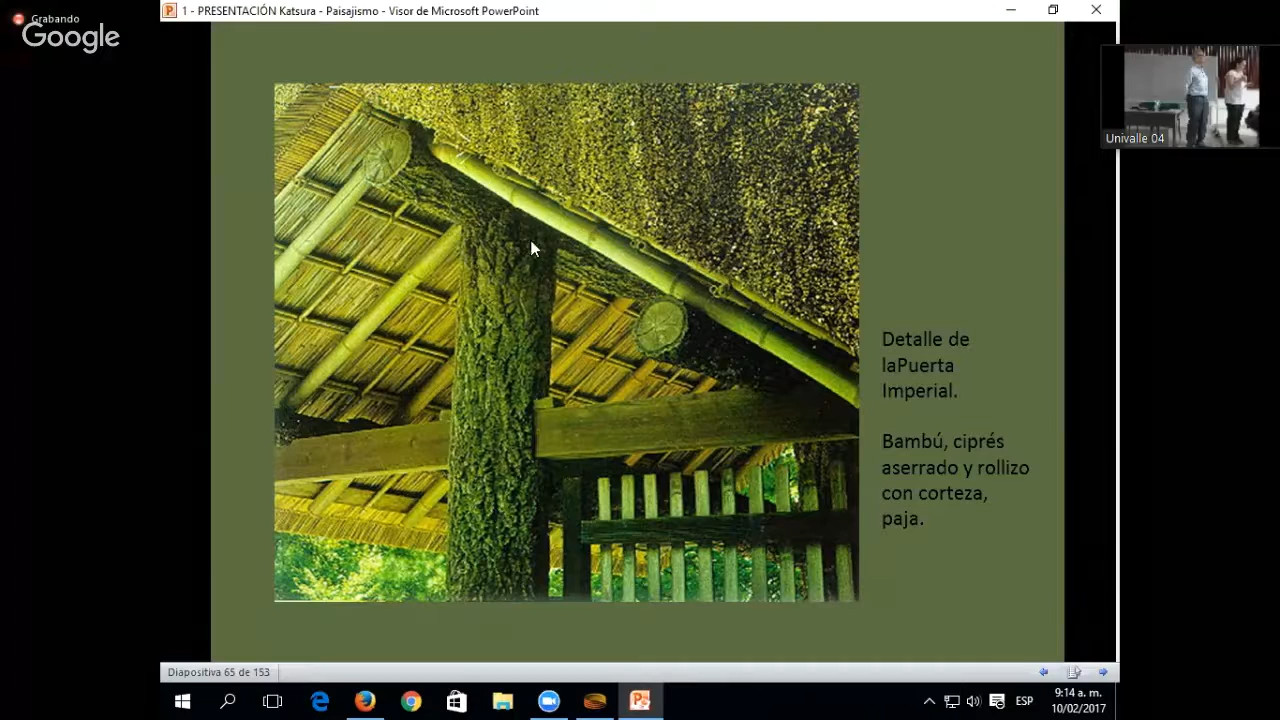 Grabando
Google
1 - PRESENTACIÓN Katsura - Paisajismo - Visor de Microsoft PowerPoint
Univalle 04
Detalle de
laPuerta
Imperial.
Bambú, ciprés
aserrado y rollizo
con corteza,
paja.
Diapositiva 65 de 153
ESP
9:14 a. m.
10/02/2017